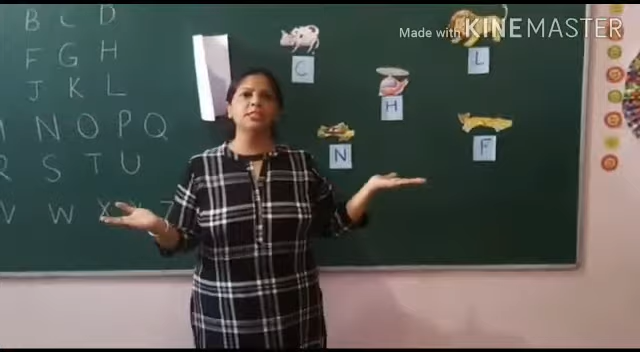 B C D
F G H
J K L
N O P Q
R S T U
V W X
C
L
H
N
F
Made with KINEMASTER